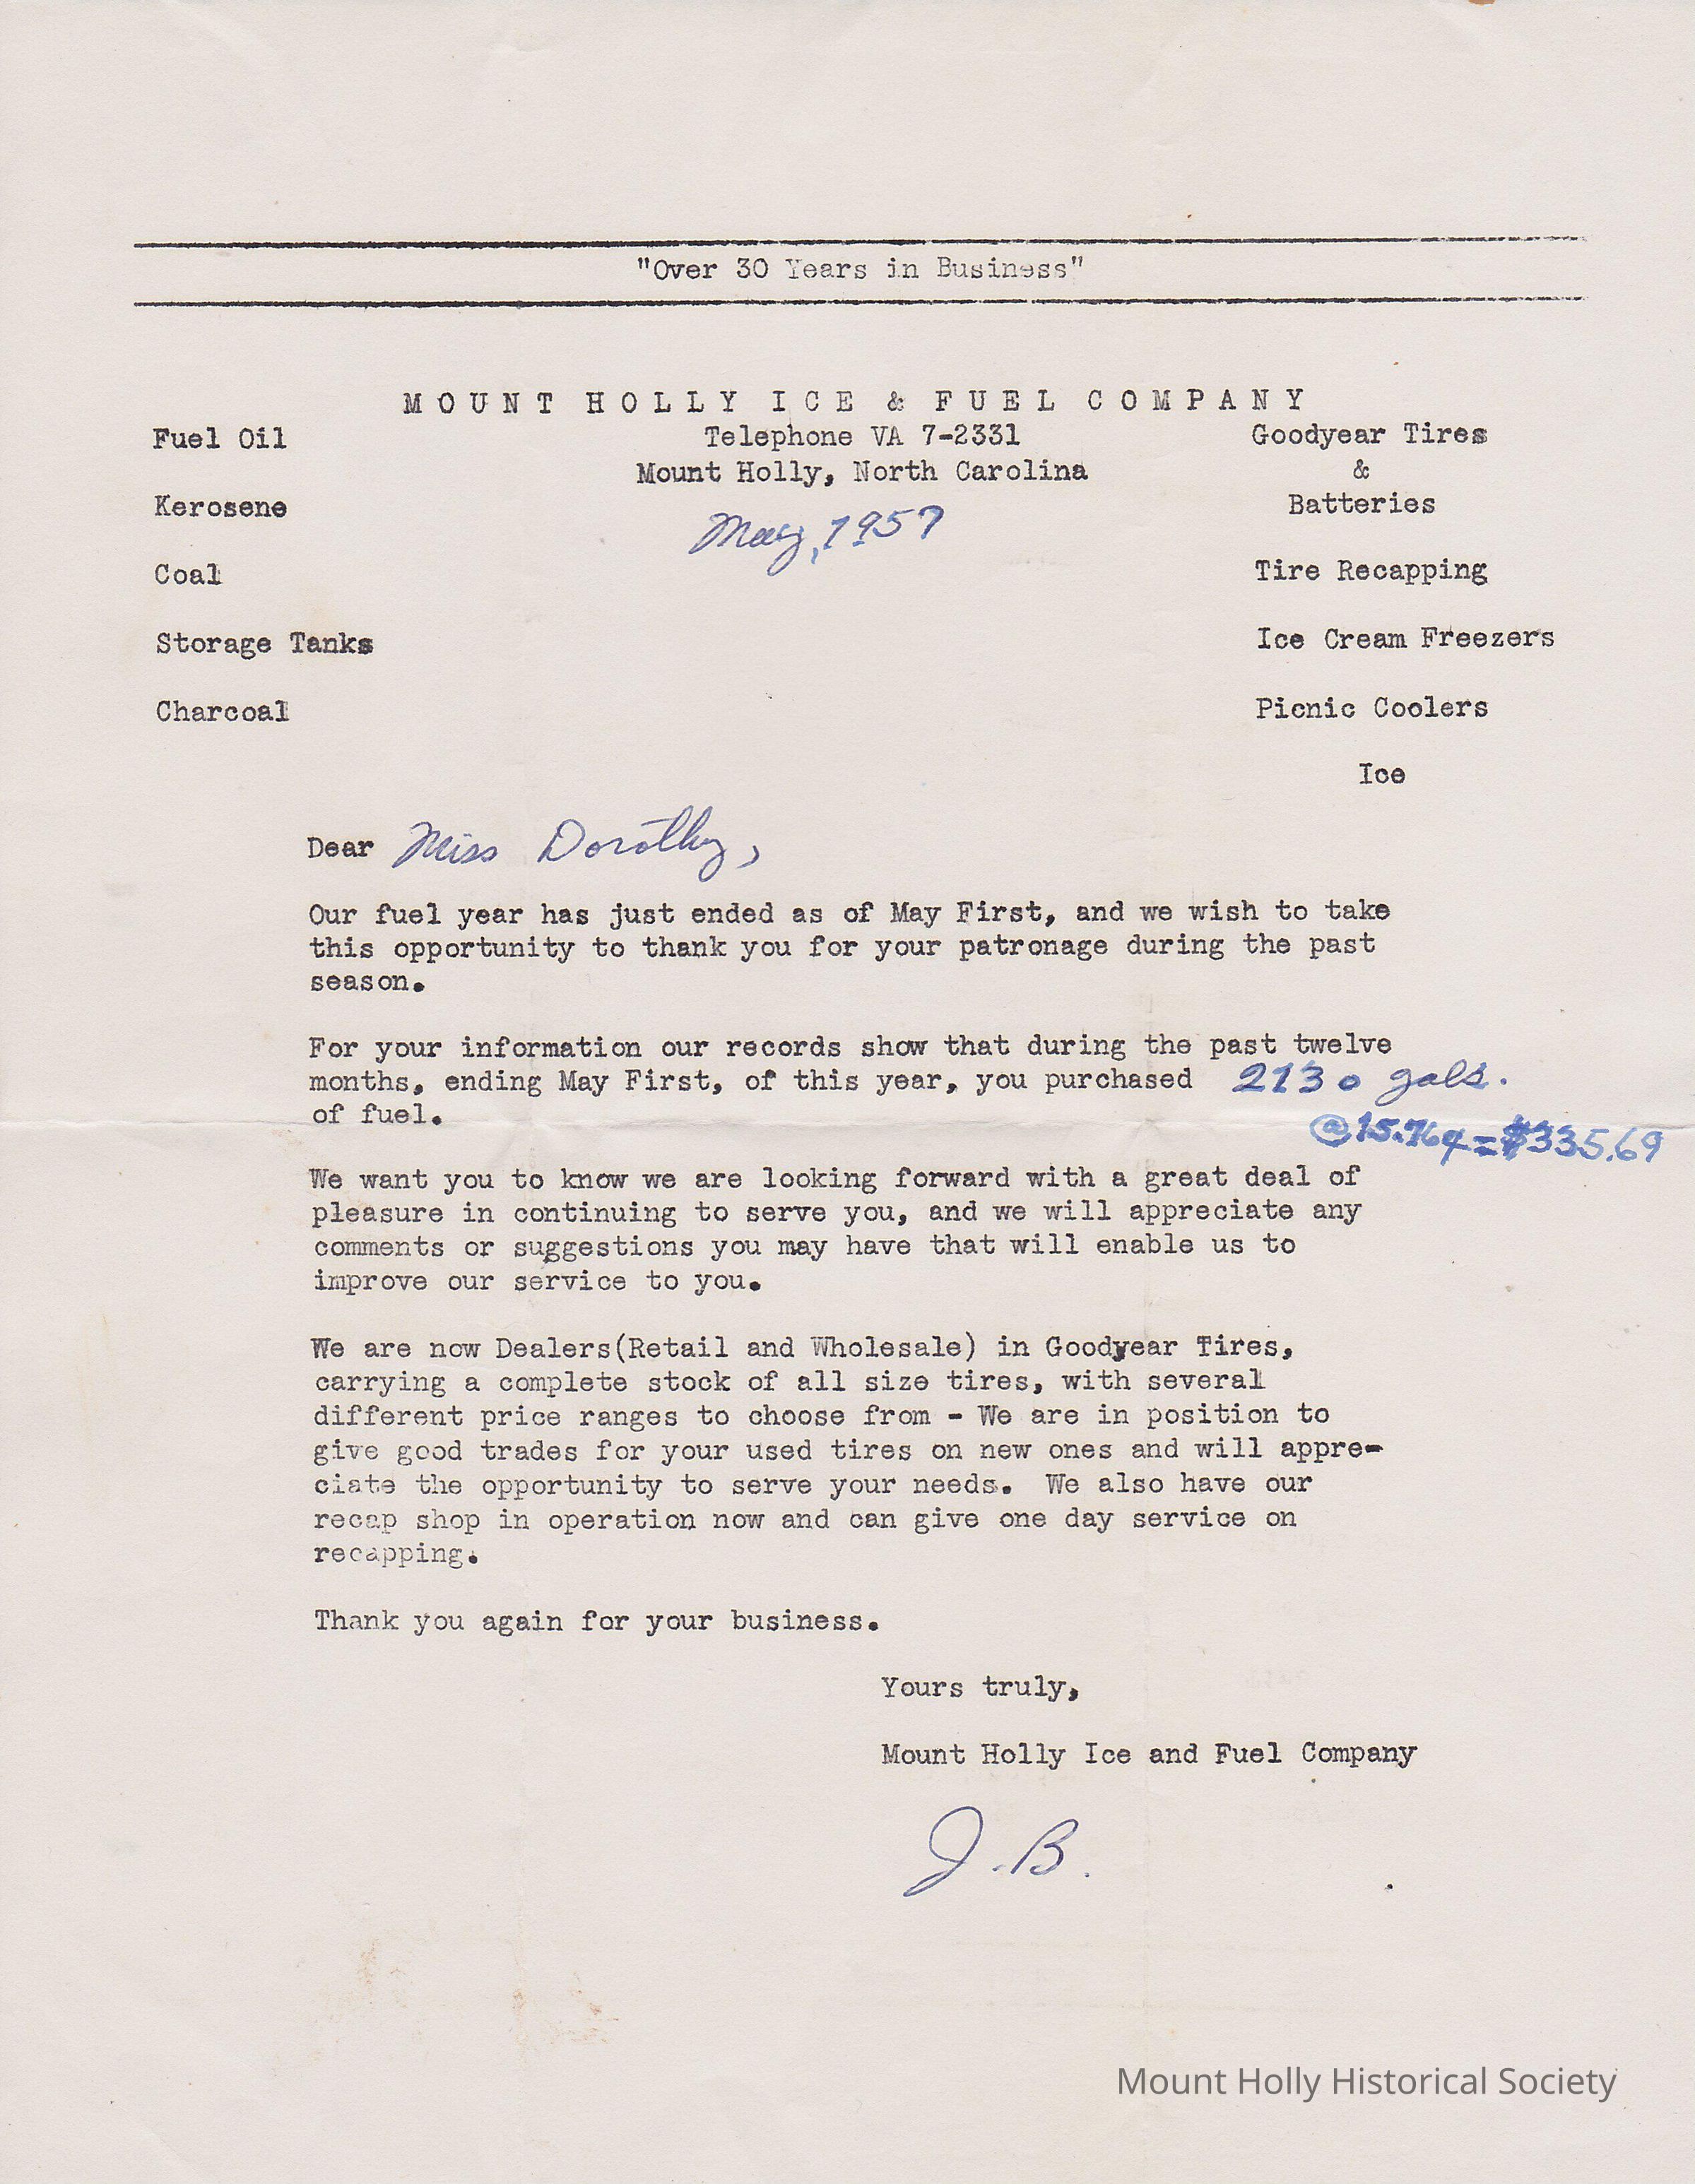 "Over 30 Years in Business"
MOUNT HOLLY ICE & FUEL COMPANY
Fuel Oil Telephone VA 7-2331 Goodyear Tires
Mount Holly, North Carolina &
Kerosene May, 1957 Batteries
Coal Tire Recapping
Storage Tanks Ice Cream Freezers
Charcoal Picnic Coolers
Ice
Dear Miss Dorothy,
Our fuel year has just ended as of May First, and we wish to take
this opportunity to thank you for your patronage during the past
season.
For your information our records show that during the past twelve
months, ending May First, of this year, you purchased 2130 gals.
of fuel.
@15.76¢=$335.69
We want you to know we are looking forward with a great deal of
pleasure in continuing to serve you, and we will appreciate any
comments or suggestions you may have that will enable us to
improve our service to you.
We are now Dealers(Retail and Wholesale) in Goodyear Tires,
carrying a complete stock of all size tires, with several
different price ranges to choose from - We are in position to
give good trades for your used tires on new ones and will appre-
ciate the opportunity to serve your needs. We also have our
recap shop in operation now and can give one day service on
recapping.
Thank you again for your business.
Yours truly,
Mount Holly Ice and Fuel Company
J.B.
Mount Holly Historical Society